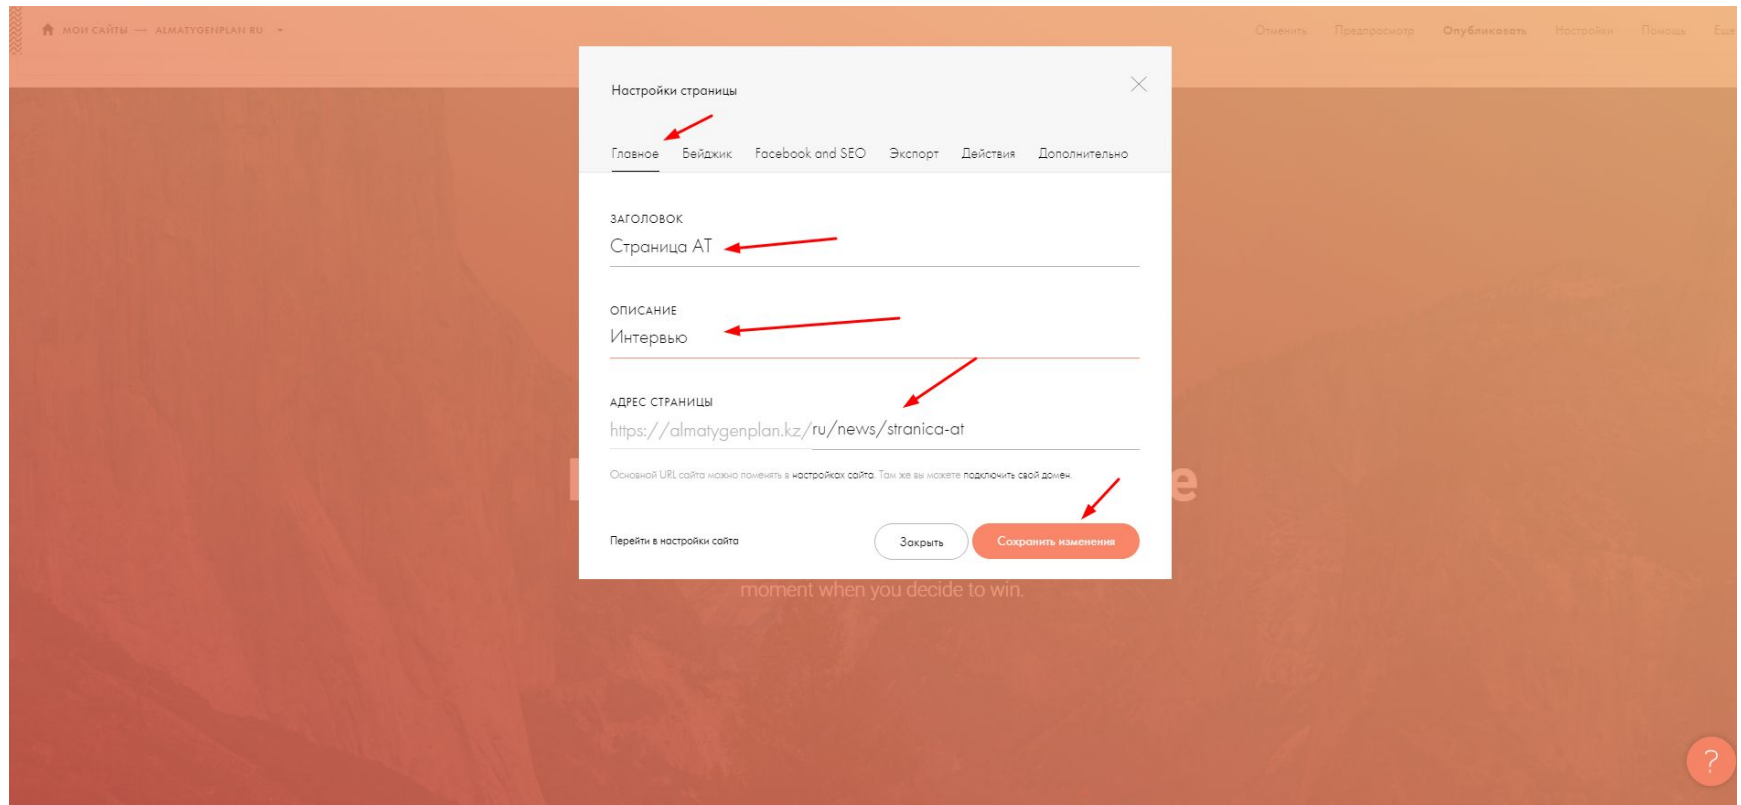 МОИ САЙТЫ — ALMATYGENPLAN RU
Отменить Предпросмотр Опубликовать Настройки Помощь Еще
Настройки страницы
Главное Бейджик Facebook and SEO Экспорт Действия Дополнительно
ЗАГОЛОВОК
Страница АТ
ОПИСАНИЕ
Интервью
АДРЕС СТРАНИЦЫ
https://almatygenplan.kz/ru/news/stranica-at
Основной URL сайта можно поменять в настройках сайта. Там же вы можете подключить свой домен.
e
Перейти в настройки сайта Закрыть Сохранить изменения
moment when you decide to win.
?